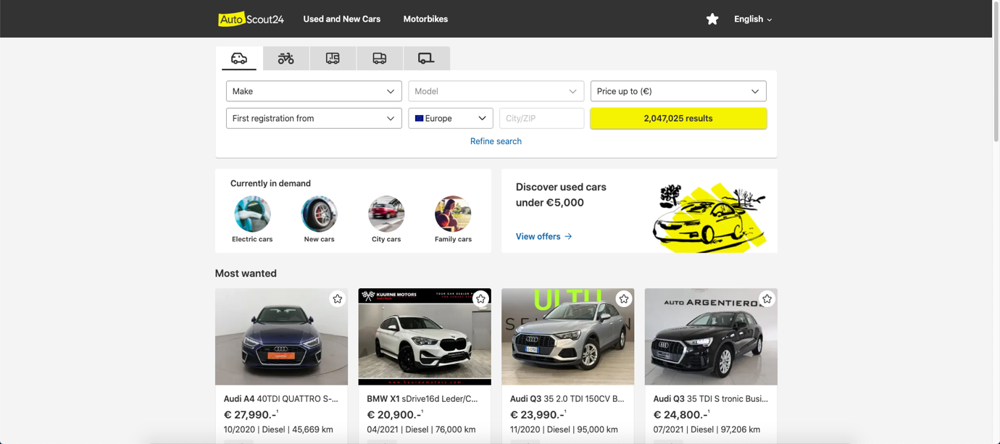 AutoScout24 Used and New Cars Motorbikes English
Make Model Price up to (€)
First registration from Europe City/ZIP 2,047,025 results
Refine search
Currently in demand
Electric cars New cars City cars Family cars
Discover used cars
under €5,000
View offers →
Most wanted
KUURNE MOTORS
AUTO ARGENTIERO
www.kuurnemotors.com
Audi A4 40TDI QUATTRO S-...
€ 27,990.-1
10/2020 | Diesel | 45,669 km
BMW X1 sDrive16d Leder/C...
€ 20,900.-1
04/2021 | Diesel | 76,000 km
Audi Q3 35 2.0 TDI 150CV B...
€ 23,990.-1
11/2020 | Diesel | 95,000 km
Audi Q3 35 TDI S tronic Busi...
€ 24,800.-1
07/2021 | Diesel | 97,206 km